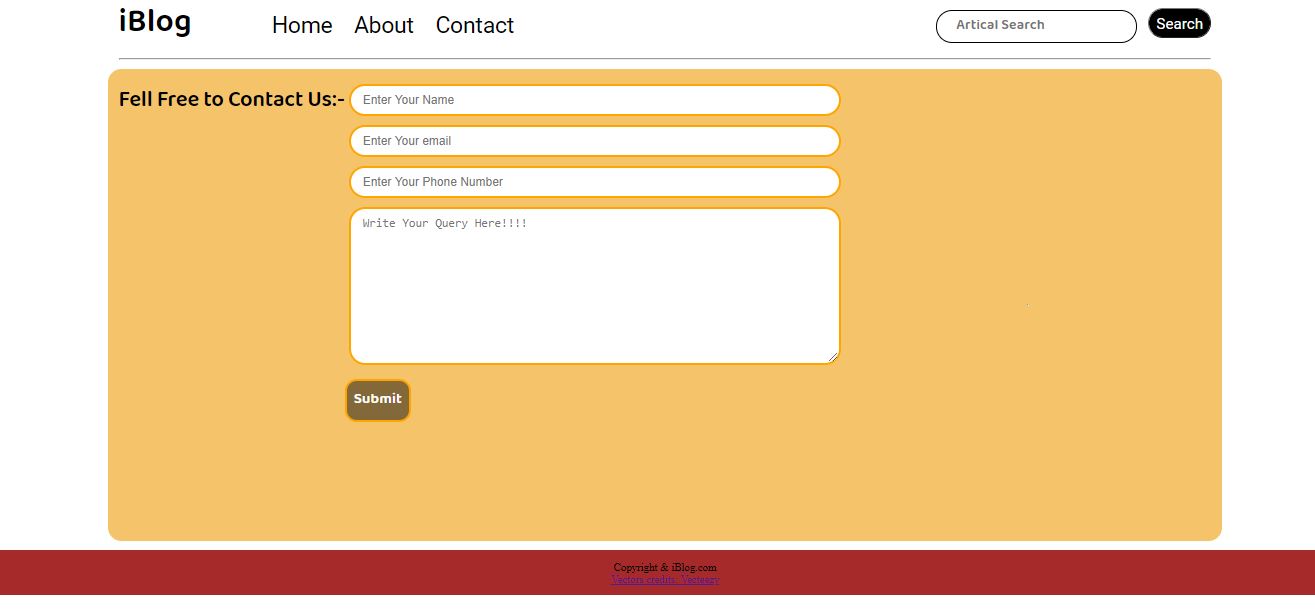 iBlog
Home About Contact
Artical Search
Search
Fell Free to Contact Us:-
Enter Your Name
Enter Your email
Enter Your Phone Number
Write Your Query Here!!!!
Submit
Copyright & iBlog.com
Vectors credits: Vecteezy